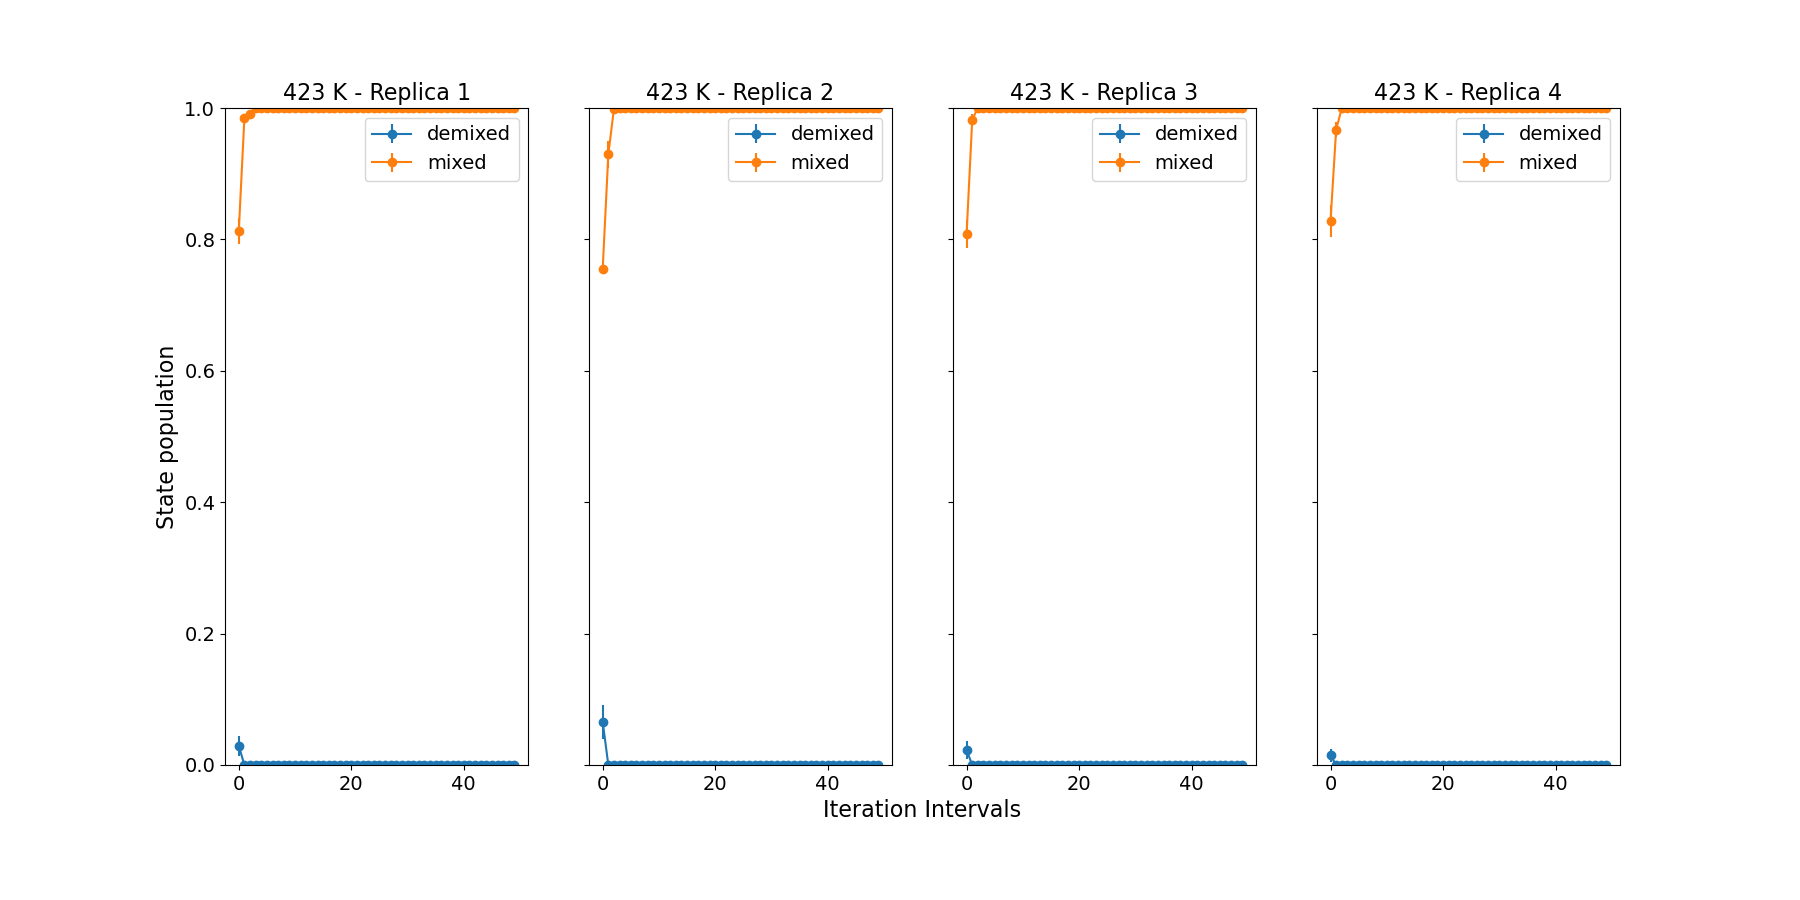 423 K - Replica 1
423 K - Replica 2
423 K - Replica 3
423 K - Replica 4
1.0
0.8
0.6
0.4
0.2
0.0
State population
demixed
mixed
demixed
mixed
demixed
mixed
demixed
mixed
0 20 40
0 20 40
0 20 40
0 20 40
Iteration Intervals